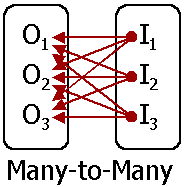 O₁ I₁
O₂ I₂
O₃ I₃
Many-to-Many